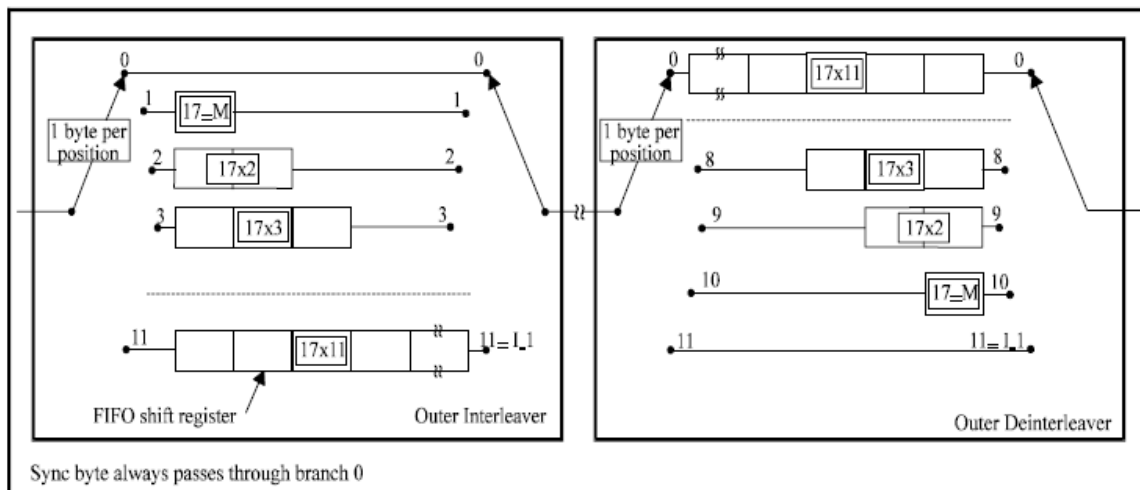 0 0
1 17=M 1
1 byte per
position
2 17x2 2
3 17x3 3
11 17x11 11=I-1
FIFO shift register
Outer Interleaver
0 17x11 0
1 byte per
position
8 17x3 8
9 17x2 9
10 17=M 10
11 11=I-1
Outer Deinterleaver
Sync byte always passes through branch 0